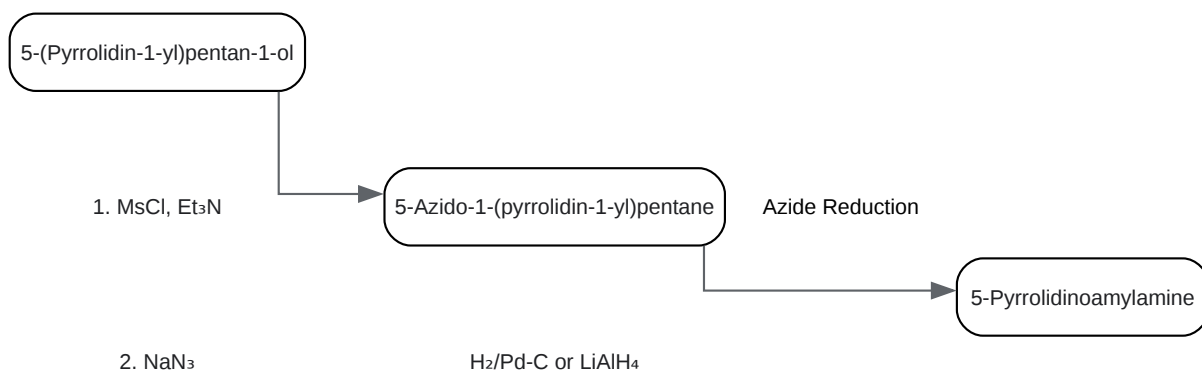 5-(Pyrrolidin-1-yl)pentan-1-ol
1. MsCl, Et₃N
5-Azido-1-(pyrrolidin-1-yl)pentane
Azide Reduction
5-Pyrrolidinoamylamine
2. NaN₃
H₂/Pd-C or LiAlH₄